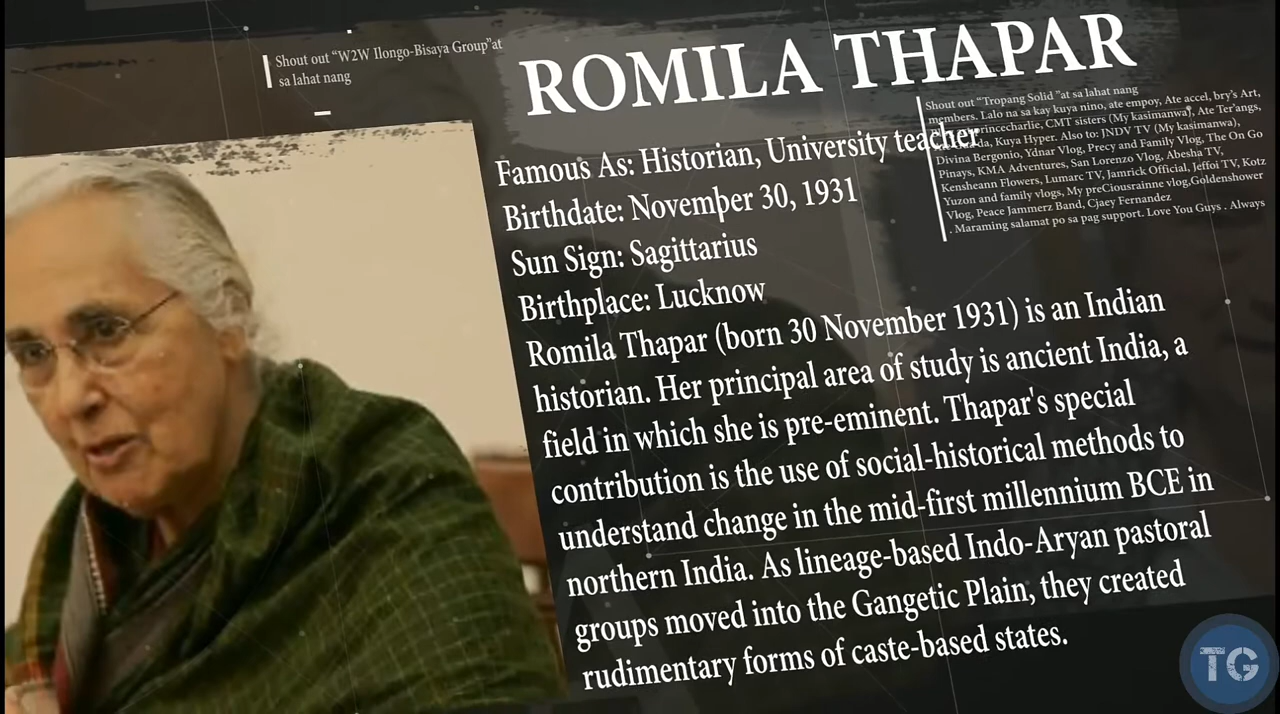 Shout out “W2W Ilongo-Bisaya Group”at
sa lahat nang
ROMILA THAPAR
Shout out “Tropang Solid ”at sa lahat nang
members. Lalo na sa kay kuya nino, ate empoy, Ate accel, bry's Art,
princecharlie, CMT sisters (My kasimanwa), Ate Ter'angs,
Kuya Hyper. Also to: JNDV TV (My kasimanwa),
Divina Bergonio, Ydnar Vlog, Precy and Family Vlog, The On Go
Pinays, KMA Adventures, San Lorenzo Vlog, Abesha TV,
Kensheann Flowers, Lumarc TV, Jamrick Official, Jeffoi TV, Kotz
Yuzon and family vlogs, My preCiousrainne vlog,Goldenshower
Vlog, Peace Jammerz Band, Cjaey Fernandez
. Maraming salamat po sa pag support. Love You Guys . Always
Famous As: Historian, University teacher
Birthdate: November 30, 1931
Sun Sign: Sagittarius
Birthplace: Lucknow
Romila Thapar (born 30 November 1931) is an Indian
historian. Her principal area of study is ancient India, a
field in which she is pre-eminent. Thapar's special
contribution is the use of social-historical methods to
understand change in the mid-first millennium BCE in
northern India. As lineage-based Indo-Aryan pastoral
groups moved into the Gangetic Plain, they created
rudimentary forms of caste-based states.
TG